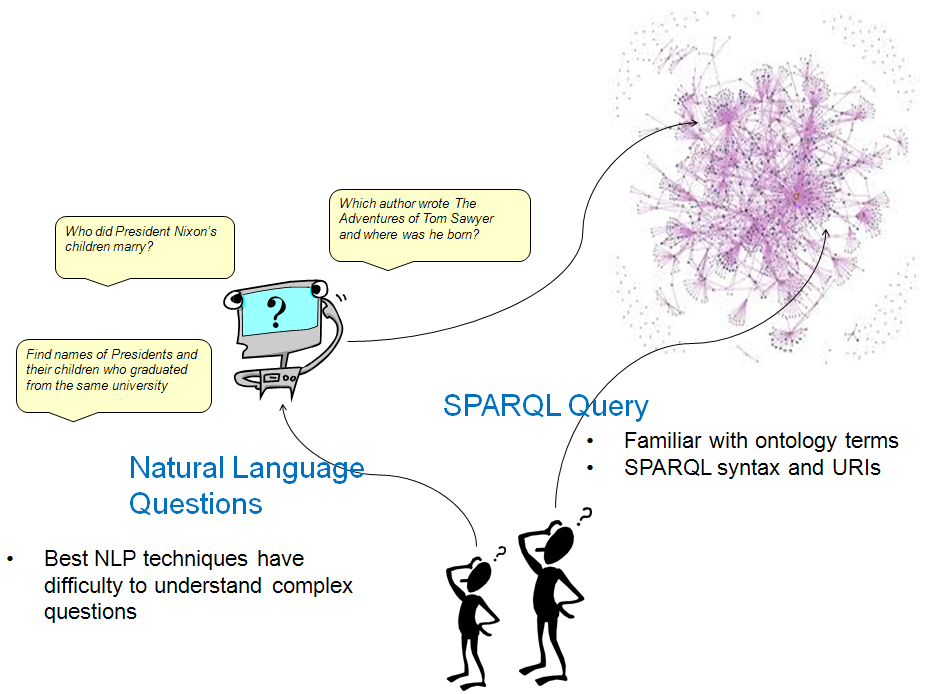 Which author wrote The
Adventures of Tom Sawyer
and where was he born?
Who did President Nixon's
children marry?
?
Find names of Presidents and
their children who graduated
from the same university
SPARQL Query
• Familiar with ontology terms
• SPARQL syntax and URIs
Natural Language
Questions
? ?
• Best NLP techniques have
difficulty to understand complex
questions